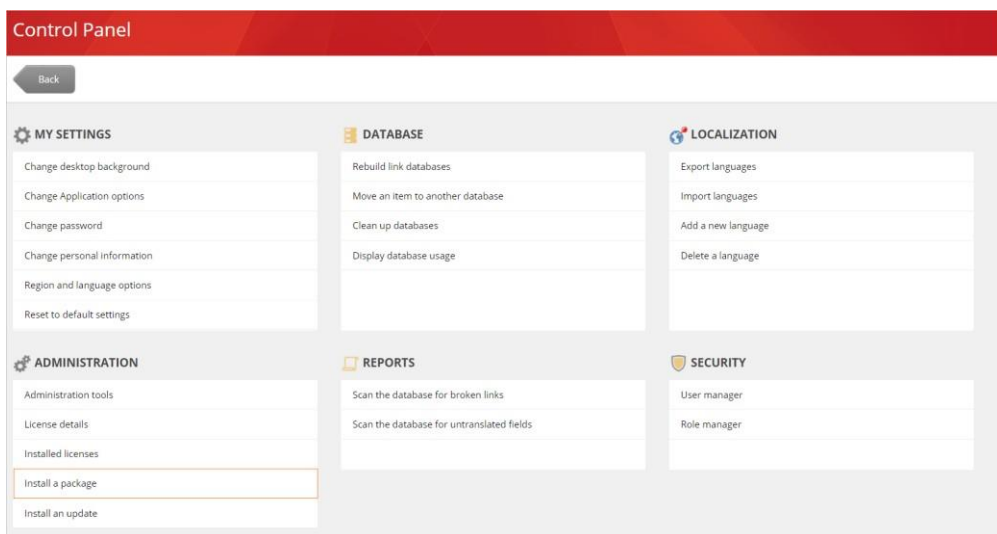 Control Panel
Back
MY SETTINGS
Change desktop background
Change Application options
Change password
Change personal information
Region and language options
Reset to default settings
DATABASE
Rebuild link databases
Move an item to another database
Clean up databases
Display database usage
LOCALIZATION
Export languages
Import languages
Add a new language
Delete a language
ADMINISTRATION
Administration tools
License details
Installed licenses
Install a package
Install an update
REPORTS
Scan the database for broken links
Scan the database for untranslated fields
SECURITY
User manager
Role manager